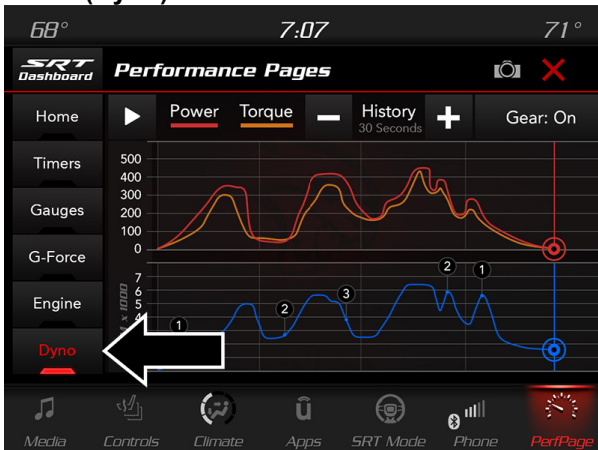 68° 7:07 71°
SRT
Dashboard
Performance Pages
Home
Power Torque History Gear: On
30 Seconds
Timers
Gauges
G-Force
Engine
Dyno
500
400
300
200
100
0
7
6
5
1
2
3
2
1
Media Controls Climate Apps SRT Mode Phone PerfPage